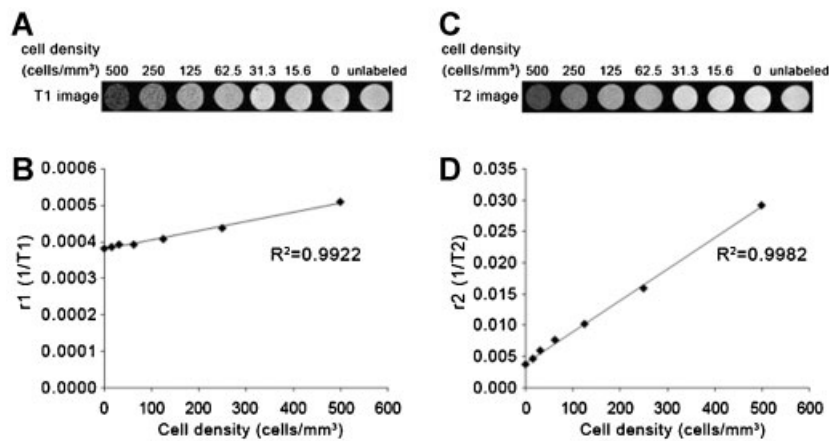 A
cell density
(cells/mm³) 500 250 125 62.5 31.3 15.6 0 unlabeled
T1 image
B
0.0006
0.0005
0.0004
0.0003
0.0002
0.0001
0.0000
r1 (1/T1)
R²=0.9922
0 100 200 300 400 500 600
Cell density (cells/mm³)
C
cell density
(cells/mm³) 500 250 125 62.5 31.3 15.6 0 unlabeled
T2 image
D
0.035
0.030
0.025
0.020
0.015
0.010
0.005
0.000
r2 (1/T2)
R²=0.9982
0 100 200 300 400 500 600
Cell density (cells/mm³)